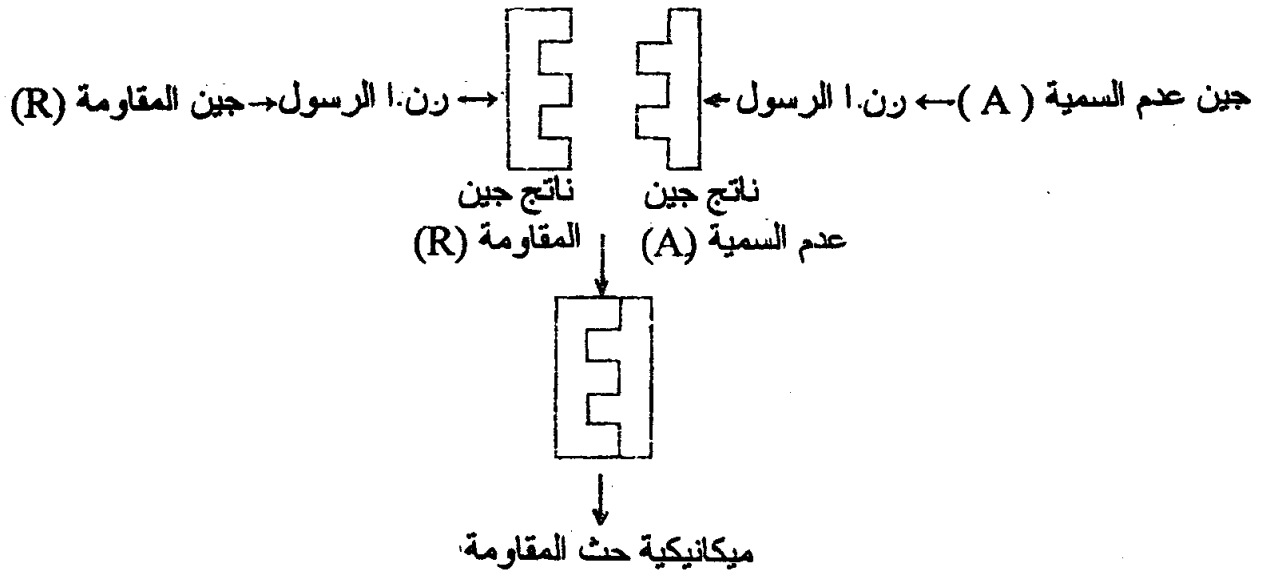 جين عدم السمية (A) ← رن.ا الرسول ←
جين المقاومة (R) → رن.ا الرسول →
ناتج جين
عدم السمية (A)
ناتج جين
المقاومة (R)
ميكانيكية حث المقاومة